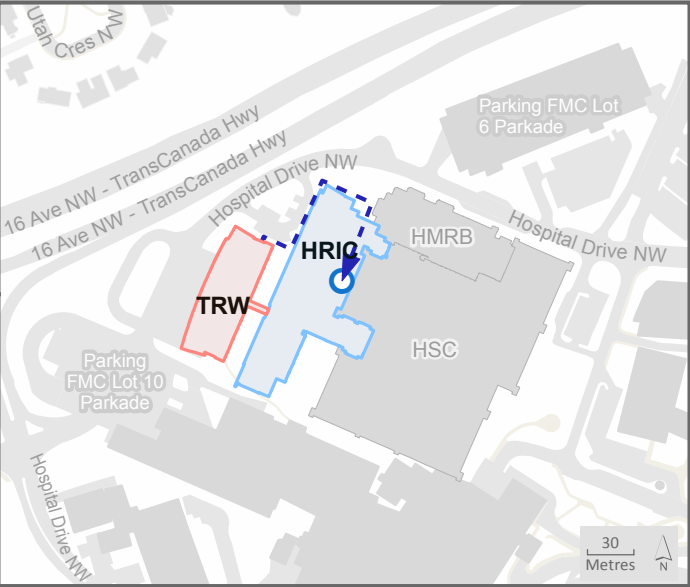 Utah Cres NW
16 Ave NW - TransCanada Hwy
16 Ave NW - TransCanada Hwy
Hospital Drive NW
Parking FMC Lot
6 Parkade
Hospital Drive NW
HMRB
HRIC
TRW
HSC
Parking
FMC Lot 10
Parkade
Hospital Drive NW
30
Metres
N